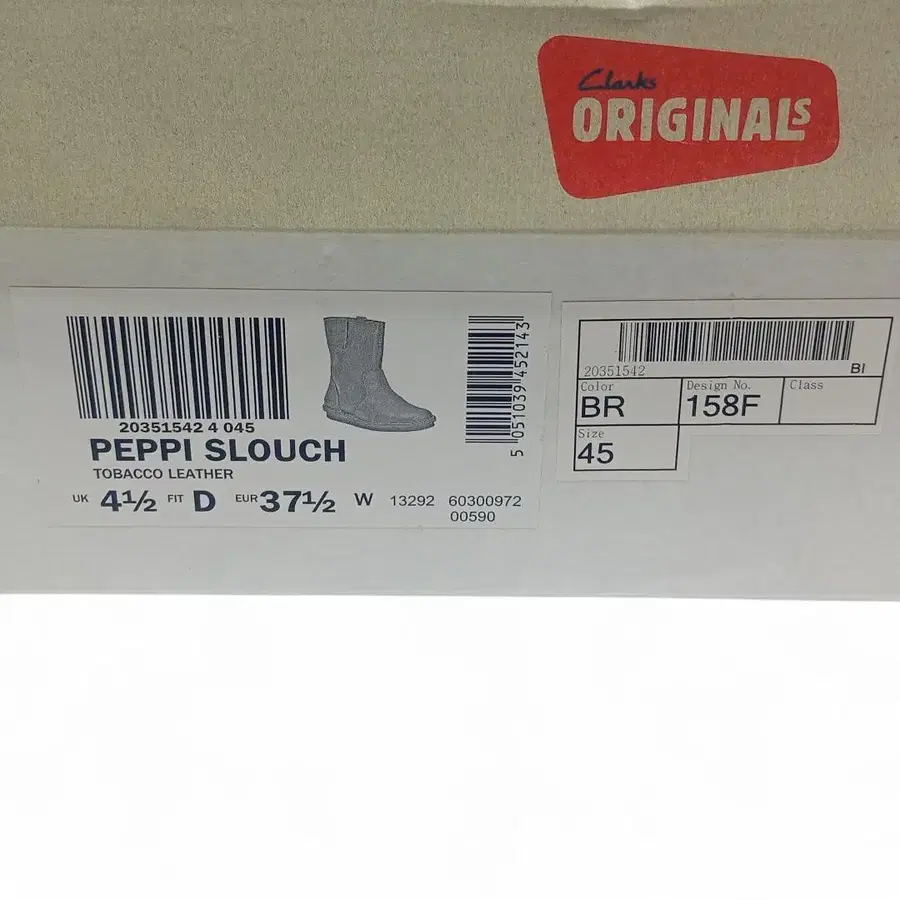 Clarks
ORIGINALS
20351542 4 045
PEPPI SLOUCH
TOBACCO LEATHER
UK 4½ FIT D EUR 37½ W 13292 60300972
00590
5 051039 452143
20351542 BI
Color Design No. Class
BR 158F
Size
45